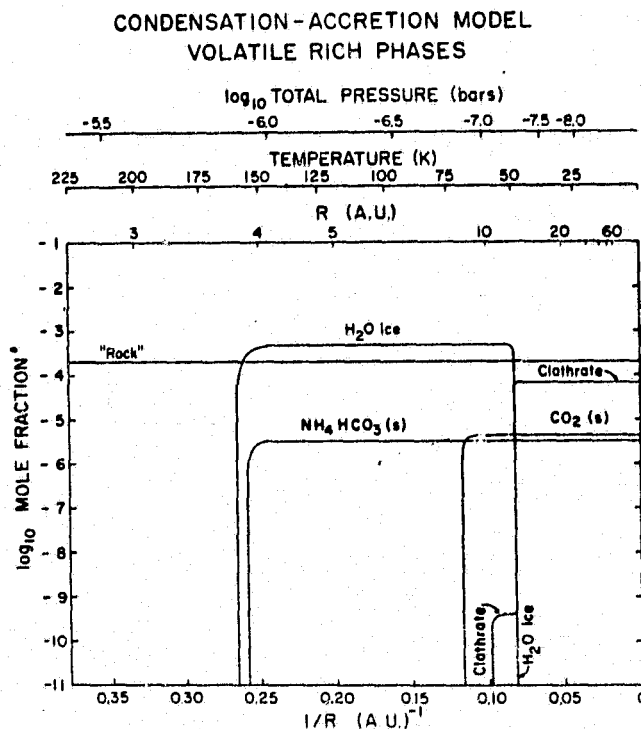 CONDENSATION-ACCRETION MODEL
VOLATILE RICH PHASES
log10 TOTAL PRESSURE (bars)
-5.5 -6.0 -6.5 -7.0 -7.5 -8.0
TEMPERATURE (K)
225 200 175 150 125 100 75 50 25
R (A.U.)
3 4 5 10 20 60
-1
-2
-3
H2O ice
"Rock"
-4
Clathrate
-5
NH4HCO3(s) CO2(s)
-6
-7
-8
-9
-10
-11
log10 MOLE FRACTION*
Clathrate
H2O ice
0.35 0.30 0.25 0.20 0.15 0.10 0.05 0
1/R (A.U.)-1